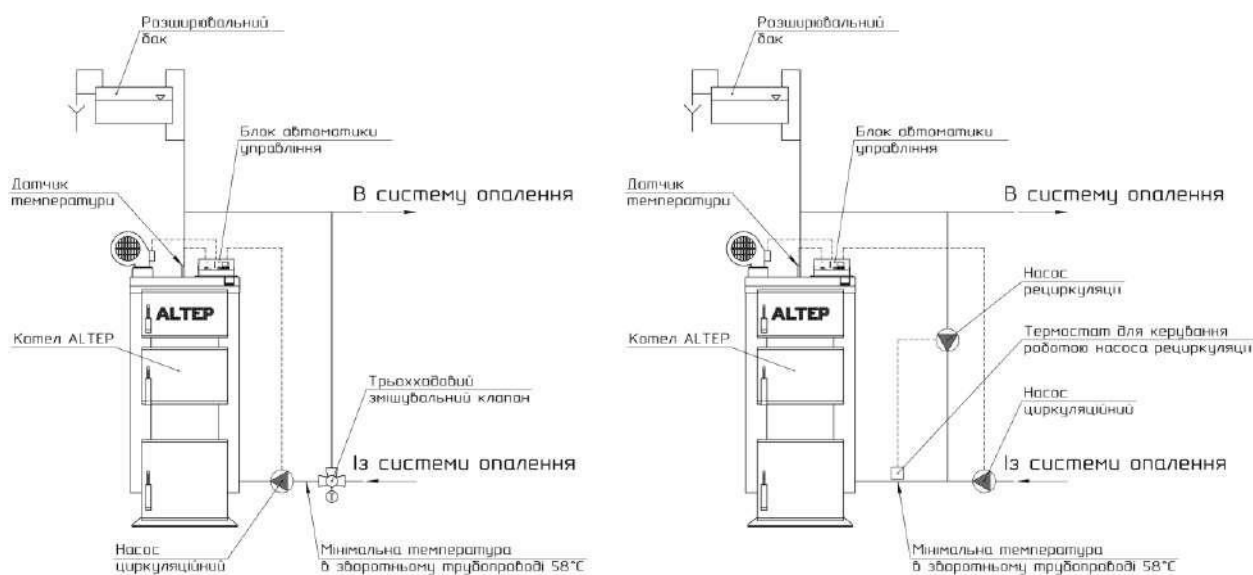 Розширювальний
бак
Блок автоматики
управління
Датчик
температури
В систему опалення
ALTEP
Котел ALTEP
Трьохходовий
змішувальний клапан
Із системи опалення
Насос
циркуляційний
Мінімальна температура
в зворотньому трубопроводі 58°С
Розширювальний
бак
Блок автоматики
управління
Датчик
температури
В систему опалення
ALTEP
Насос
рециркуляції
Термостат для керування
роботою насоса рециркуляції
Котел ALTEP
Насос
циркуляційний
Із системи опалення
Мінімальна температура
в зворотньому трубопроводі 58°С